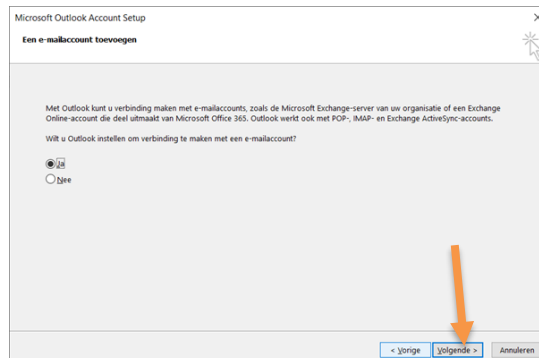 Microsoft Outlook Account Setup
Een e-mailaccount toevoegen
Met Outlook kunt u verbinding maken met e-mailaccounts, zoals de Microsoft Exchange-server van uw organisatie of een Exchange
Online-account die deel uitmaakt van Microsoft Office 365. Outlook werkt ook met POP-, IMAP- en Exchange ActiveSync-accounts.
Wilt u Outlook instellen om verbinding te maken met een e-mailaccount?
Ja
Nee
< Vorige Volgende > Annuleren